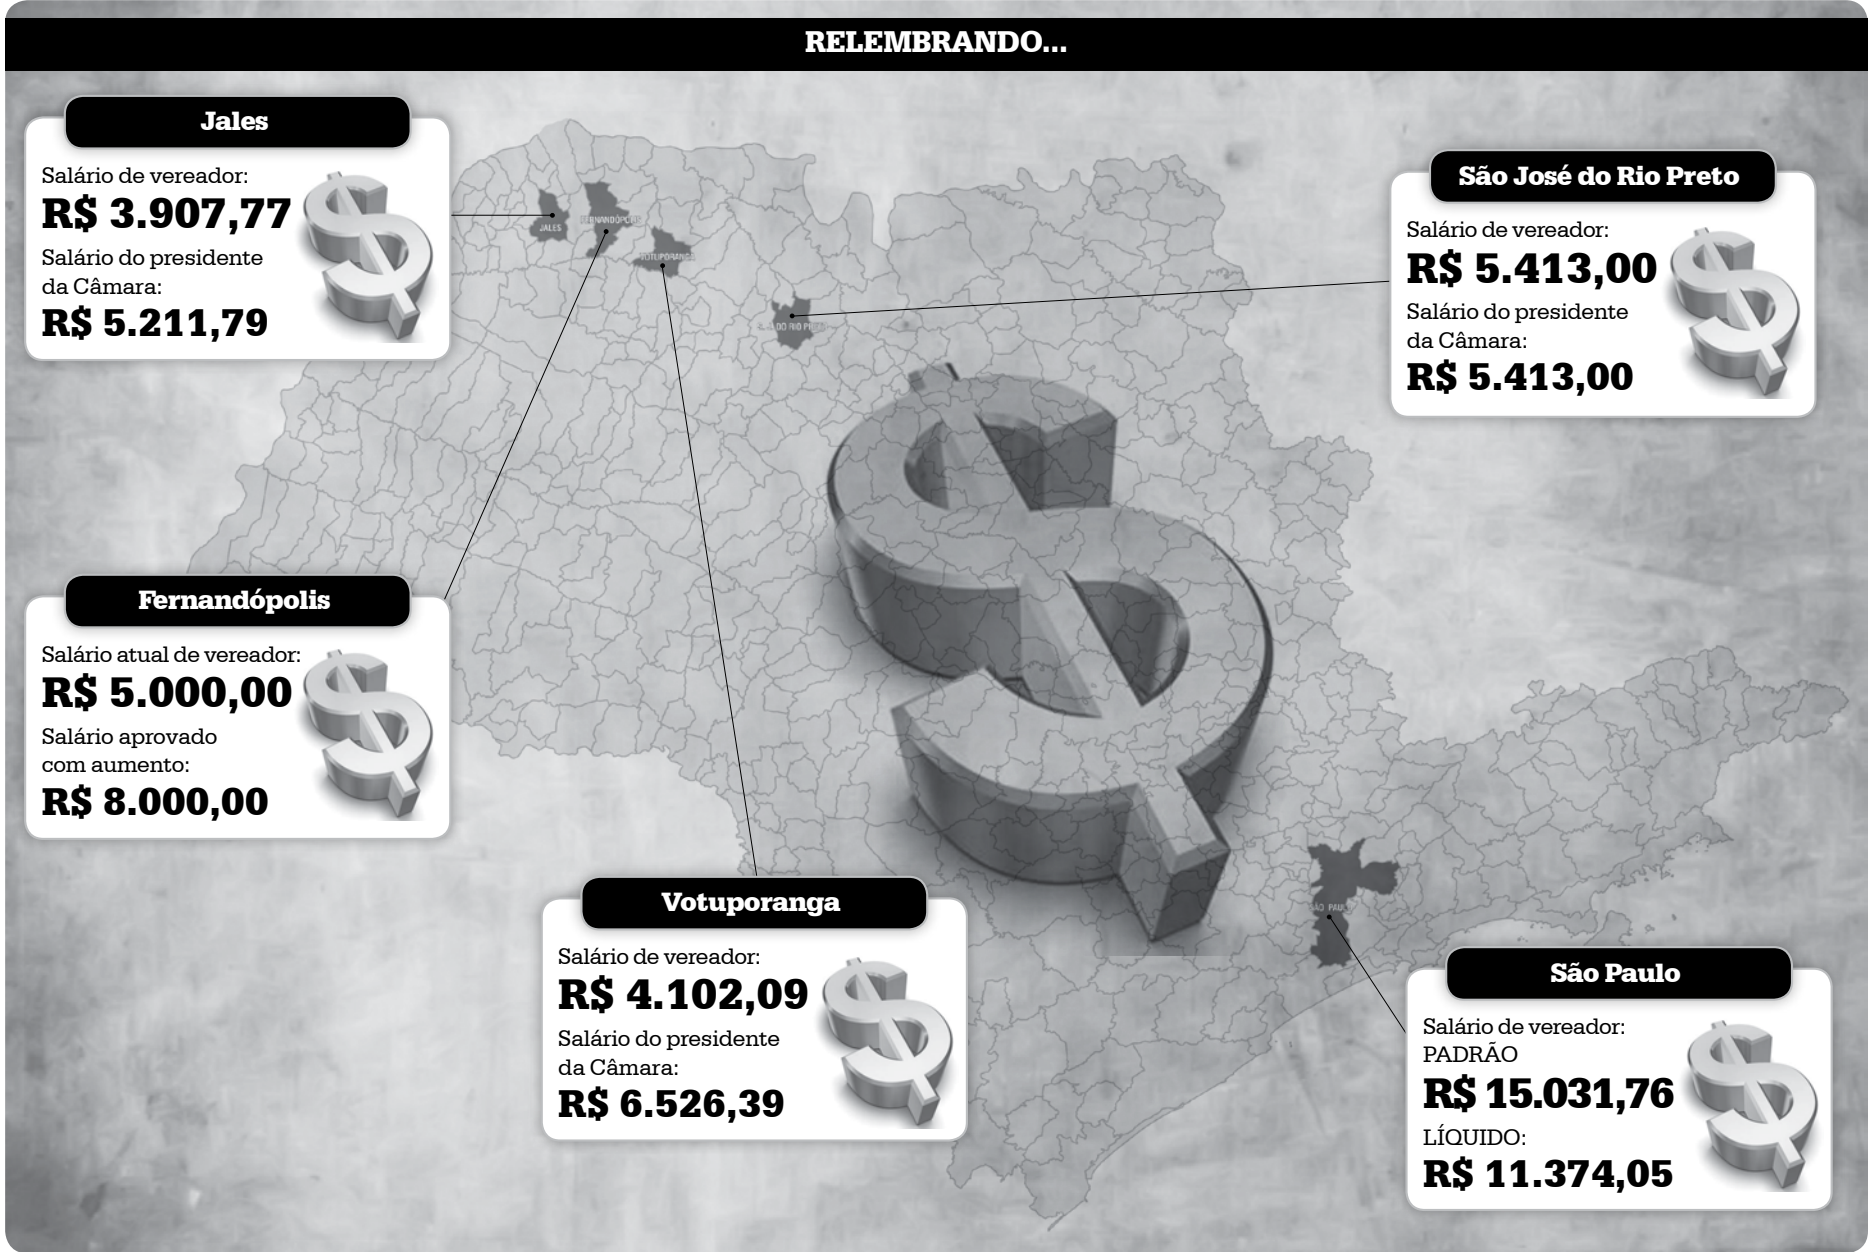 RELEMBRANDO...
Jales
Salário de vereador:
R$ 3.907,77
Salário do presidente
da Câmara:
R$ 5.211,79
São José do Rio Preto
Salário de vereador:
R$ 5.413,00
Salário do presidente
da Câmara:
R$ 5.413,00
JALES
FERNANDÓPOLIS
VOTUPORANGA
DO RIO
Fernandópolis
Salário atual de vereador:
R$ 5.000,00
Salário aprovado
com aumento:
R$ 8.000,00
Votuporanga
Salário de vereador:
R$ 4.102,09
Salário do presidente
da Câmara:
R$ 6.526,39
São Paulo
Salário de vereador:
PADRÃO
R$ 15.031,76
LÍQUIDO:
R$ 11.374,05